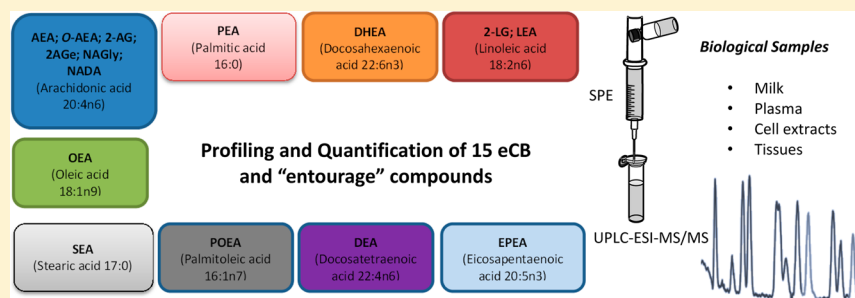 AEA; O-AEA; 2-AG;
2AGe; NAGly;
NADA
(Arachidonic acid
20:4n6)
PEA
(Palmitic acid
16:0)
DHEA
(Docosahexaenoic
acid 22:6n3)
2-LG; LEA
(Linoleic acid
18:2n6)
OEA
(Oleic acid
18:1n9)
Profiling and Quantification of 15 eCB
and “entourage” compounds
SEA
(Stearic acid 17:0)
POEA
(Palmitoleic acid
16:1n7)
DEA
(Docosatetraenoic
acid 22:4n6)
EPEA
(Eicosapentaenoic
acid 20:5n3)
SPE
UPLC-ESI-MS/MS
Biological Samples
• Milk
• Plasma
• Cell extracts
• Tissues